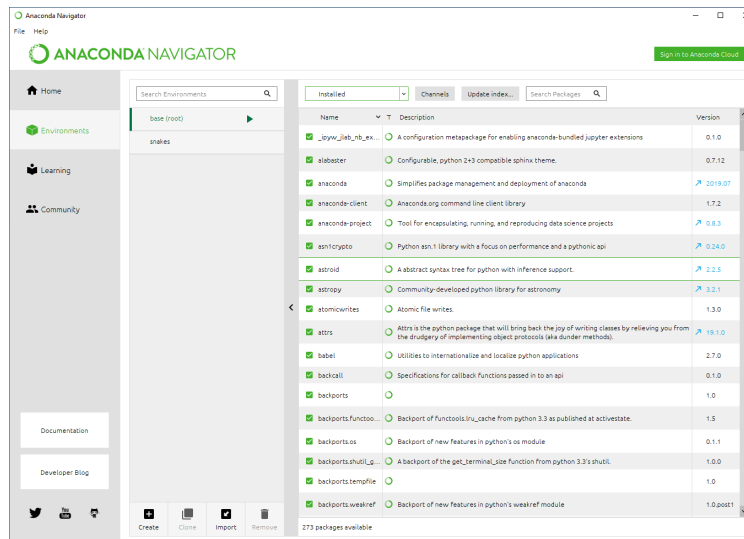 Anaconda Navigator
File Help
ANACONDA NAVIGATOR
Sign in to Anaconda Cloud
Home
Environments
Learning
Community
Documentation
Developer Blog
You
Tube
Search Environments
base (root)
snakes
Create Clone Import Remove
Installed Channels Update index... Search Packages
Name T Description Version
_ipyw_jlab_nb_ex... A configuration metapackage for enabling anaconda-bundled jupyter extensions 0.1.0
alabaster Configurable, python 2+3 compatible sphinx theme. 0.7.12
anaconda Simplifies package management and deployment of anaconda 2019.07
anaconda-client Anaconda.org command line client library 1.7.2
anaconda-project Tool for encapsulating, running, and reproducing data science projects 0.8.3
asn1crypto Python asn.1 library with a focus on performance and a pythonic api 0.24.0
astroid A abstract syntax tree for python with inference support. 2.2.5
astropy Community-developed python library for astronomy 3.2.1
atomicwrites Atomic file writes. 1.3.0
attrs Attrs is the python package that will bring back the joy of writing classes by relieving you from 19.1.0
the drudgery of implementing object protocols (aka dunder methods).
babel Utilities to internationalize and localize python applications 2.7.0
backcall Specifications for callback functions passed in to an api 0.1.0
backports 1.0
backports.functoo... Backport of functools.lru_cache from python 3.3 as published at activestate. 1.5
backports.os Backport of new features in python's os module 0.1.1
backports.shutil_g... A backport of the get_terminal_size function from python 3.3's shutil. 1.0.0
backports.tempfile 1.0
backports.weakref Backport of new features in python's weakref module 1.0.post1
273 packages available